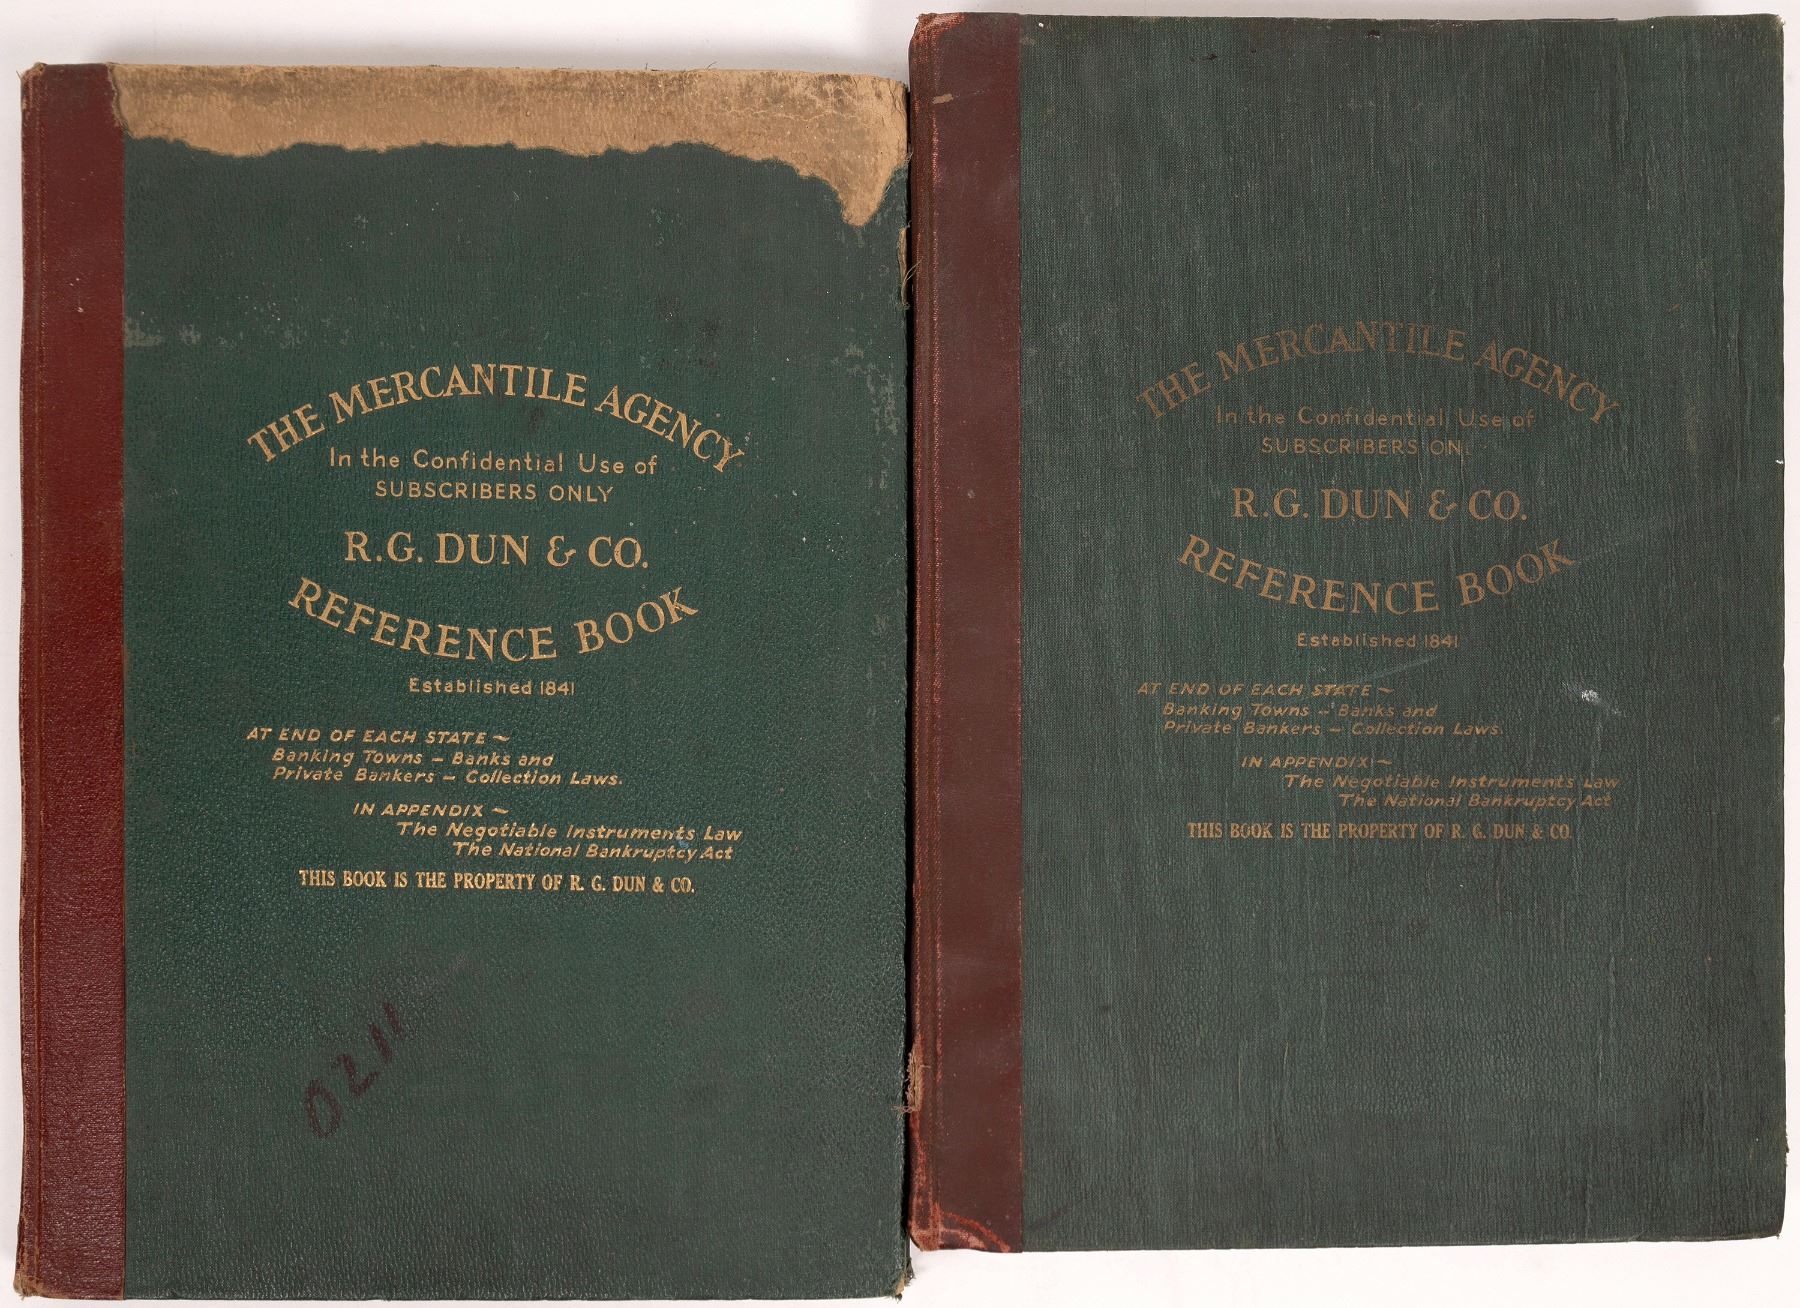 THE MERCANTILE AGENCY
In the Confidential Use of
SUBSCRIBERS ONLY
R.G. DUN & CO.
REFERENCE BOOK
Established 1841
AT END OF EACH STATE ~
Banking Towns – Banks and
Private Bankers – Collection Laws.
IN APPENDIX ~
The Negotiable Instruments Law
The National Bankruptcy Act
THIS BOOK IS THE PROPERTY OF R. G. DUN & CO.
0211
THE MERCANTILE AGENCY
In the Confidential Use of
SUBSCRIBERS ONL
R.G. DUN & CO.
REFERENCE BOOK
Established 1841
AT END OF EACH STATE ~
Banking Towns – Banks and
Private Bankers – Collection Laws.
IN APPENDIX ~
The Negotiable Instruments Law
The National Bankruptcy Act
THIS BOOK IS THE PROPERTY OF R. G. DUN & CO.